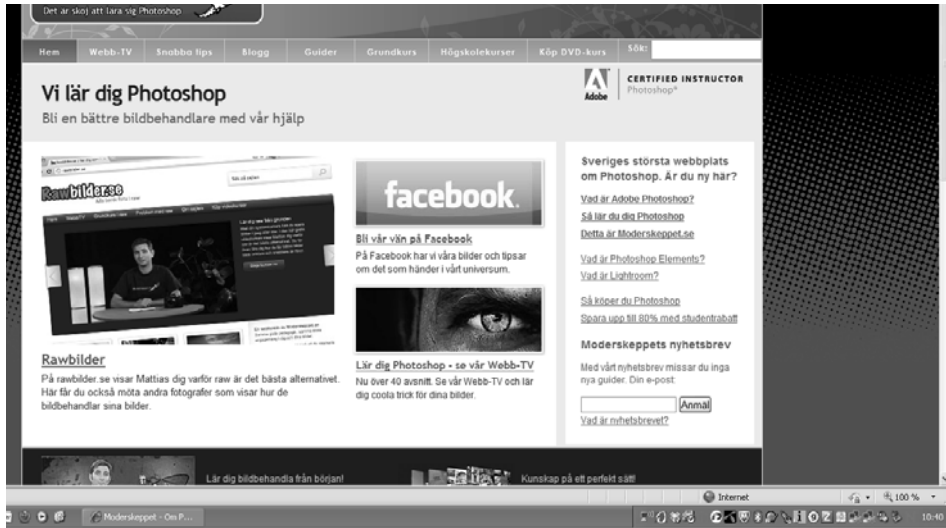 Det är skoj att lära sig Photoshop
Hem Webb-TV Snabba tips Blogg Guider Grundkurs Högskolekurser Köp DVD-kurs Sök:
Vi lär dig Photoshop
Bli en bättre bildbehandlare med vår hjälp
Adobe
CERTIFIED INSTRUCTOR
Photoshop®
Rawbilder.se
facebook.
Bli vår vän på Facebook
På Facebook har vi våra bilder och tipsar
om det som händer i vårt universum.
Rawbilder
På rawbilder.se visar Mattias dig varför raw är det bästa alternativet.
Här får du också möta andra fotografer som visar hur de
bildbehandlar sina bilder.
Lär dig Photoshop - se vår Webb-TV
Nu över 40 avsnitt. Se vår Webb-TV och lär
dig coola trick för dina bilder.
Sveriges största webbplats
om Photoshop. Är du ny här?
Vad är Adobe Photoshop?
Så lär du dig Photoshop
Detta är Moderskeppet.se
Vad är Photoshop Elements?
Vad är Lightroom?
Så köper du Photoshop
Spara upp till 80% med studentrabatt
Moderskeppets nyhetsbrev
Med vårt nyhetsbrev missar du inga
nya guider. Din e-post:
Anmäl
Vad är nyhetsbrevet?
Lär dig bildbehandla från början!
Kunskap på ett perfekt sätt!
Internet
100 %
Moderskeppet - Om P...
10:40